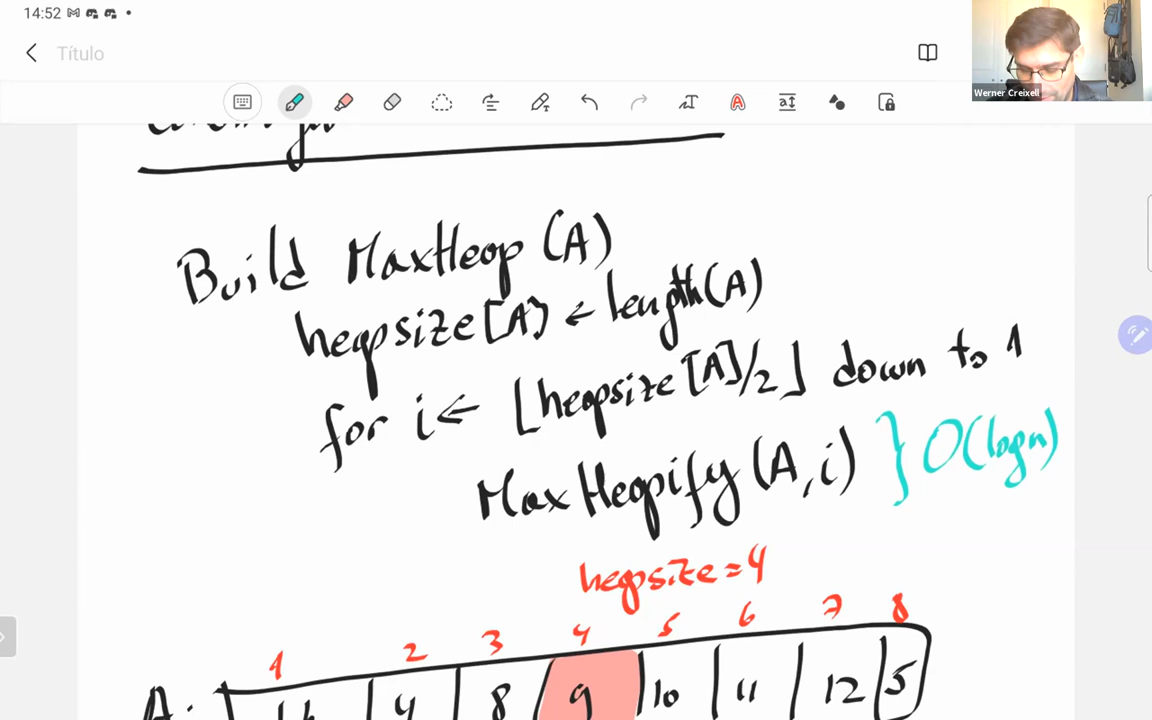 14:52
Título
Werner Creixell
Build MaxHeap (A)
heapsize[A] ← length(A)
for i ← ⌊heapsize[A]/2⌋ down to 1
MaxHeapify (A, i) } O(log n)
heapsize = 4
1 2 3 4 5 6 7 8
A: 4 8 9 10 11 12 5